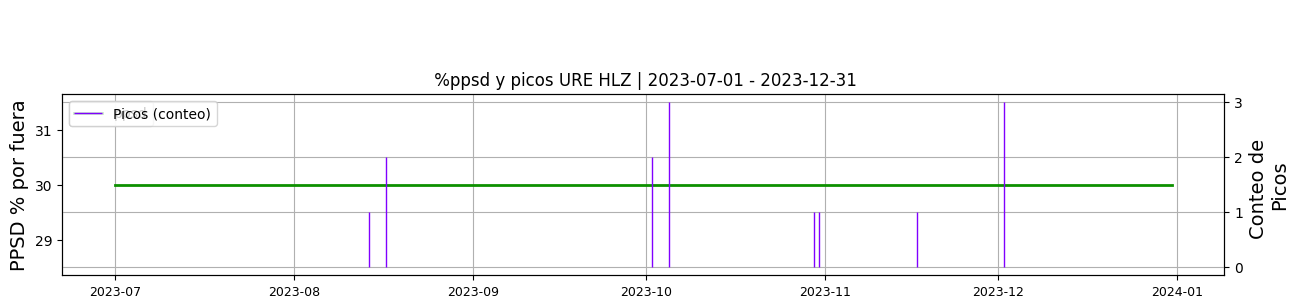 %ppsd y picos URE HLZ | 2023-07-01 - 2023-12-31
PPSD % por fuera
31
30
29
Picos (conteo)
3
2
1
0
Conteo de
Picos
2023-07
2023-08
2023-09
2023-10
2023-11
2023-12
2024-01